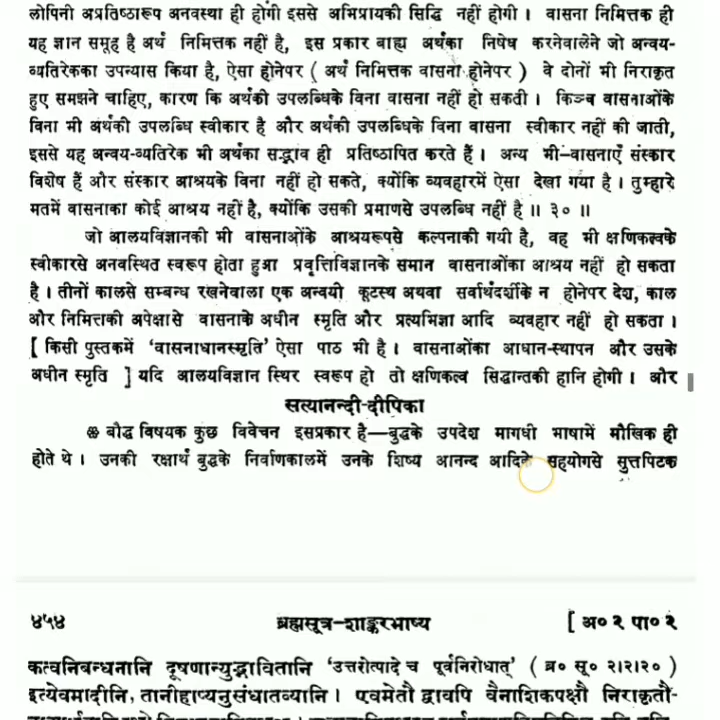 लोपिनी अप्रतिष्ठारूप अनवस्था ही होगी इससे अभिप्रायकी सिद्धि नहीं होगी । वासना निमित्तक ही
यह ज्ञान समूह है अर्थ निमित्तक नहीं है, इस प्रकार बाह्य अर्थका निषेध करनेवालेने जो अन्वय-
व्यतिरेकका उपन्यास किया है, ऐसा होनेपर ( अर्थ निमित्तक वासना होनेपर ) वे दोनों भी निराकृत
हुए समझने चाहिए, कारण कि अर्थकी उपलब्धिके विना वासना नहीं हो सकती । किञ्च वासनाओंके
विना भी अर्थकी उपलब्धि स्वीकार है और अर्थकी उपलब्धिके विना वासना स्वीकार नहीं की जाती,
इससे यह अन्वय-व्यतिरेक भी अर्थका सद्भाव ही प्रतिष्ठापित करते हैं । अन्य भी-वासनाएँ संस्कार
विशेष हैं और संस्कार आश्रयके विना नहीं हो सकते, क्योंकि व्यवहारमें ऐसा देखा गया है । तुम्हारे
मतमें वासनाका कोई आश्रय नहीं है, क्योंकि उसकी प्रमाणसे उपलब्धि नहीं है ॥ ३० ॥
जो आलयविज्ञानकी भी वासनाओंके आश्रयरूपसे कल्पनाकी गयी है, वह भी क्षणिकत्वके
स्वीकारसे अनवस्थित स्वरूप होता हुआ प्रवृत्तिविज्ञानके समान वासनाओंका आश्रय नहीं हो सकता
है । तीनों कालसे सम्बन्ध रखनेवाला एक अन्वयी कूटस्थ अथवा सर्वार्थदर्शीके न होनेपर देश, काल
और निमित्तकी अपेक्षासे वासनाके अधीन स्मृति और प्रत्यभिज्ञा आदि व्यवहार नहीं हो सकता ।
[ किसी पुस्तकमें 'वासनाधानस्मृति' ऐसा पाठ भी है । वासनाओंका आधान-स्थापन और उसके
अधीन स्मृति ] यदि आलयविज्ञान स्थिर स्वरूप हो तो क्षणिकत्व सिद्धान्तकी हानि होगी । और
सत्यानन्दी-दीपिका
❀ बौद्ध विषयक कुछ विवेचन इसप्रकार है—बुद्धके उपदेश मागधी भाषामें मौखिक ही
होते थे । उनकी रक्षार्थ बुद्धके निर्वाणकालमें उनके शिष्य आनन्द आदिके सहयोगसे सुत्तपिटक
४५४ ब्रह्मसूत्र-शाङ्करभाष्य [ अ० २ पा० २
कत्वनिबन्धनानि दूषणान्युद्भावितानि 'उत्तरोत्पादे च पूर्वनिरोधात्' ( ब्र० सू० २।२।२० )
इत्येवमादीनि, तानीहाप्यनुसंधातव्यानि । एवमेतौ द्वावपि वैनाशिकपक्षौ निराकृतौ-